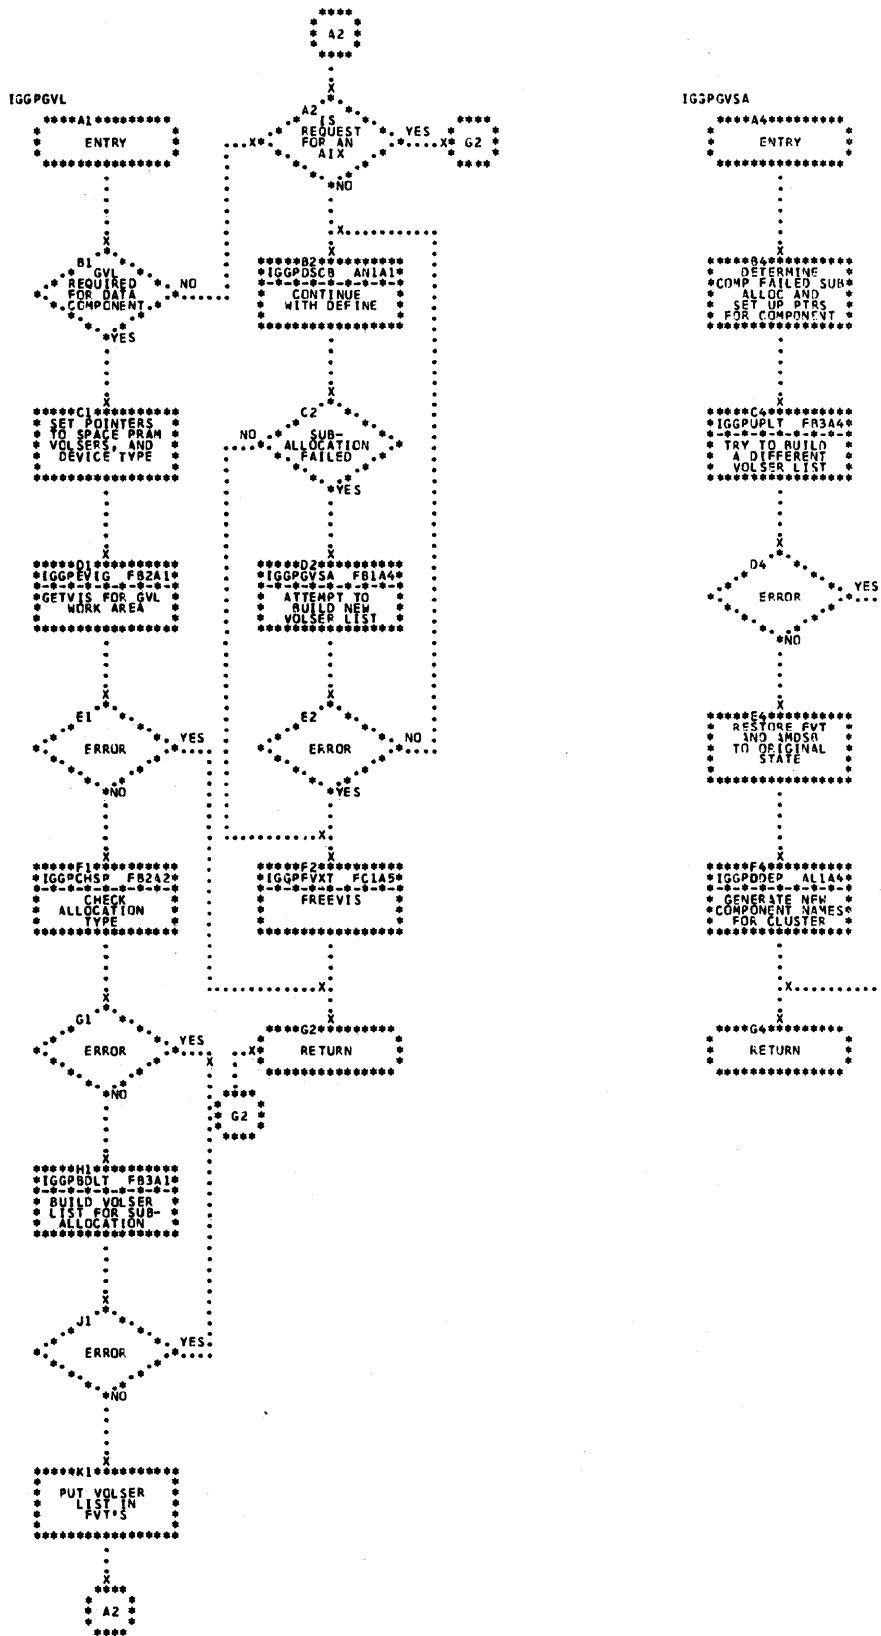 A2
IGGPGVL
A1
ENTRY
B1
GVL
REQUIRED
FOR DATA
COMPONENT
NO
YES
C1
SET POINTERS
TO SPACE PRAM
VOLSERS, AND
DEVICE TYPE
D1
IGGPEVIG FB2A1
GETVIS FOR GVL
WORK AREA
E1
ERROR
YES
NO
F1
IGGPCHSP FB2A2
CHECK
ALLOCATION
TYPE
G1
ERROR
YES
NO
H1
IGGPBDLT FB3A1
BUILD VOLSER
LIST FOR SUB-
ALLOCATION
J1
ERROR
YES
NO
K1
PUT VOLSER
LIST IN
FVT'S
A2
A2
IS
REQUEST
FOR AN
AIX
YES
G2
NO
B2
IGGPDSCB AN1A1
CONTINUE
WITH DEFINE
C2
SUB-
ALLOCATION
FAILED
NO
YES
D2
IGGPGVSA FB1A4
ATTEMPT TO
BUILD NEW
VOLSER LIST
E2
ERROR
NO
YES
F2
IGGPFVXT FC1A5
FREEVIS
G2
RETURN
G2
IGGPGVSA
A4
ENTRY
B4
DETERMINE
COMP FAILED SUB
ALLOC AND
SET UP PTRS
FOR COMPONENT
C4
IGGPUPLT FB3A4
TRY TO BUILD
A DIFFERENT
VOLSER LIST
D4
ERROR
YES
NO
E4
RESTORE FVT
AND AMDSB
TO ORIGINAL
STATE
F4
IGGPDDEP AL1A4
GENERATE NEW
COMPONENT NAMES
FOR CLUSTER
G4
RETURN